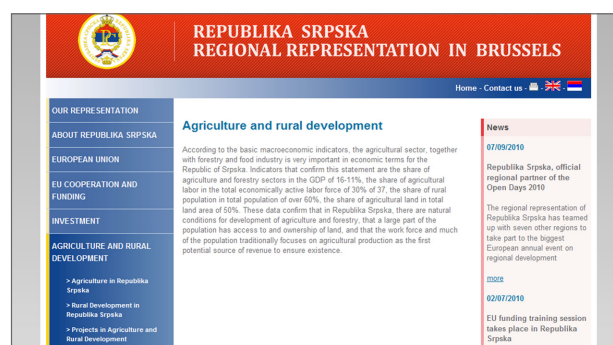 REPUBLIKA SRPSKA
REGIONAL REPRESENTATION IN BRUSSELS
Home - Contact us - - -
OUR REPRESENTATION
ABOUT REPUBLIKA SRPSKA
EUROPEAN UNION
EU COOPERATION AND
FUNDING
INVESTMENT
AGRICULTURE AND RURAL
DEVELOPMENT
> Agriculture in Republika
Srpska
> Rural Development in
Republika Srpska
> Projects in Agriculture and
Rural Development
Agriculture and rural development
According to the basic macroeconomic indicators, the agricultural sector, together
with forestry and food industry is very important in economic terms for the
Republic of Srpska. Indicators that confirm this statement are the share of
agriculture and forestry sectors in the GDP of 16-11%, the share of agricultural
labor in the total economically active labor force of 30% of 37, the share of rural
population in total population of over 60%, the share of agricultural land in total
land area of 50%. These data confirm that in Republika Srpska, there are natural
conditions for development of agriculture and forestry, that a large part of the
population has access to and ownership of land, and that the work force and much
of the population traditionally focuses on agricultural production as the first
potential source of revenue to ensure existence.
News
07/09/2010
Republika Srpska, official
regional partner of the
Open Days 2010
The regional representation of
Republika Srpska has teamed
up with seven other regions to
take part to the biggest
European annual event on
regional development
more
02/07/2010
EU funding training session
takes place in Republika
Srpska